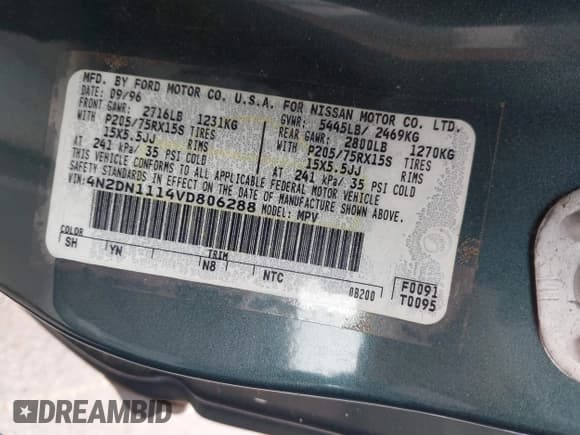 MFD. BY FORD MOTOR CO. U.S.A. FOR NISSAN MOTOR CO. LTD.
DATE: 09/96 GVWR: 5445LB/ 2469KG
FRONT GAWR: 2716LB 1231KG REAR GAWR: 2800LB 1270KG
WITH P205/75RX15S TIRES WITH P205/75RX15S TIRES
15X5.5JJ RIMS 15X5.5JJ RIMS
AT 241 kPa/ 35 PSI COLD AT 241 kPa/ 35 PSI COLD
THIS VEHICLE CONFORMS TO ALL APPLICABLE FEDERAL MOTOR VEHICLE
SAFETY STANDARDS IN EFFECT ON THE DATE OF MANUFACTURE SHOWN ABOVE.
VIN:4N2DN1114VD806288 MODEL: MPV
COLOR TRIM
SH YN N8 NTC 0B200 F0091
T0095
DREAMBID